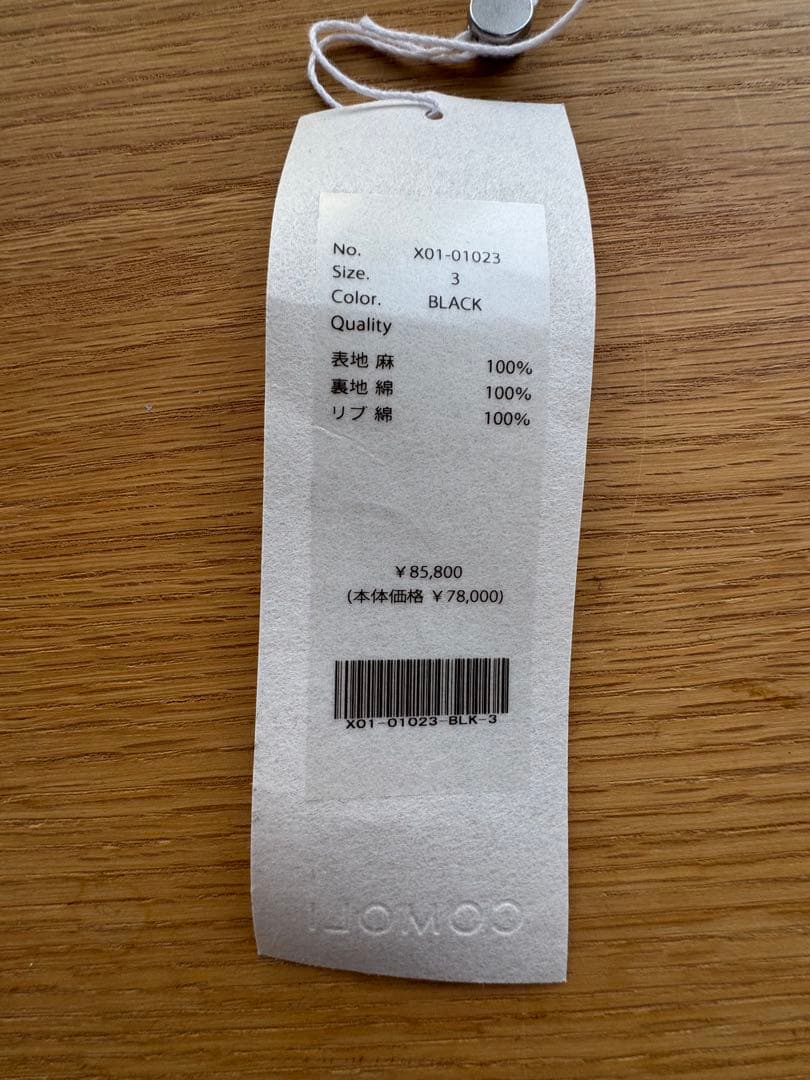 No. X01-01023
Size. 3
Color. BLACK
Quality
表地 麻 100%
裏地 綿 100%
リブ 綿 100%
¥85,800
(本体価格 ¥78,000)
X01-01023-BLK-3
COMOLI